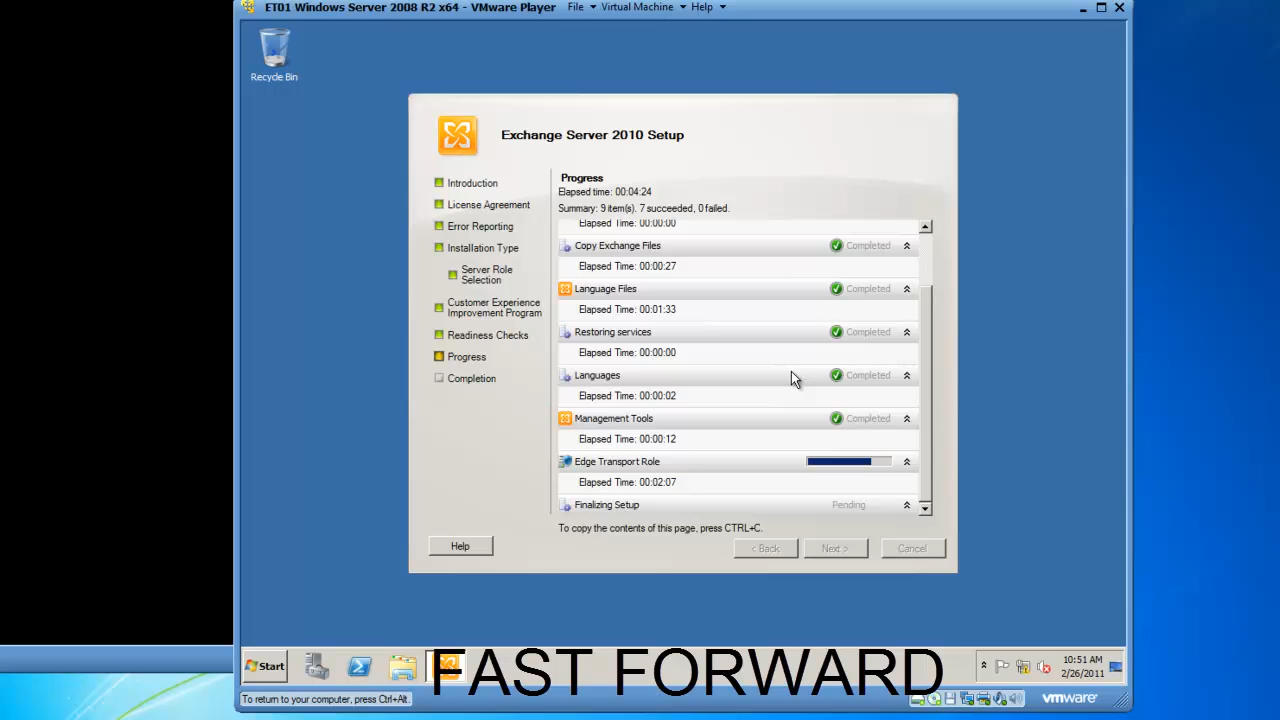 ET01 Windows Server 2008 R2 x64 - VMware Player File Virtual Machine Help
Recycle Bin
Exchange Server 2010 Setup
Introduction
License Agreement
Error Reporting
Installation Type
Server Role
Selection
Customer Experience
Improvement Program
Readiness Checks
Progress
Completion
Progress
Elapsed time: 00:04:24
Summary: 9 item(s). 7 succeeded, 0 failed.
Elapsed Time: 00:00:00
Copy Exchange Files Completed
Elapsed Time: 00:00:27
Language Files Completed
Elapsed Time: 00:01:33
Restoring services Completed
Elapsed Time: 00:00:00
Languages Completed
Elapsed Time: 00:00:02
Management Tools Completed
Elapsed Time: 00:00:12
Edge Transport Role
Elapsed Time: 00:02:07
Finalizing Setup Pending
To copy the contents of this page, press CTRL+C.
Help < Back Next > Cancel
Start
FAST FORWARD
10:51 AM
2/26/2011
To return to your computer, press Ctrl+Alt.
vmware